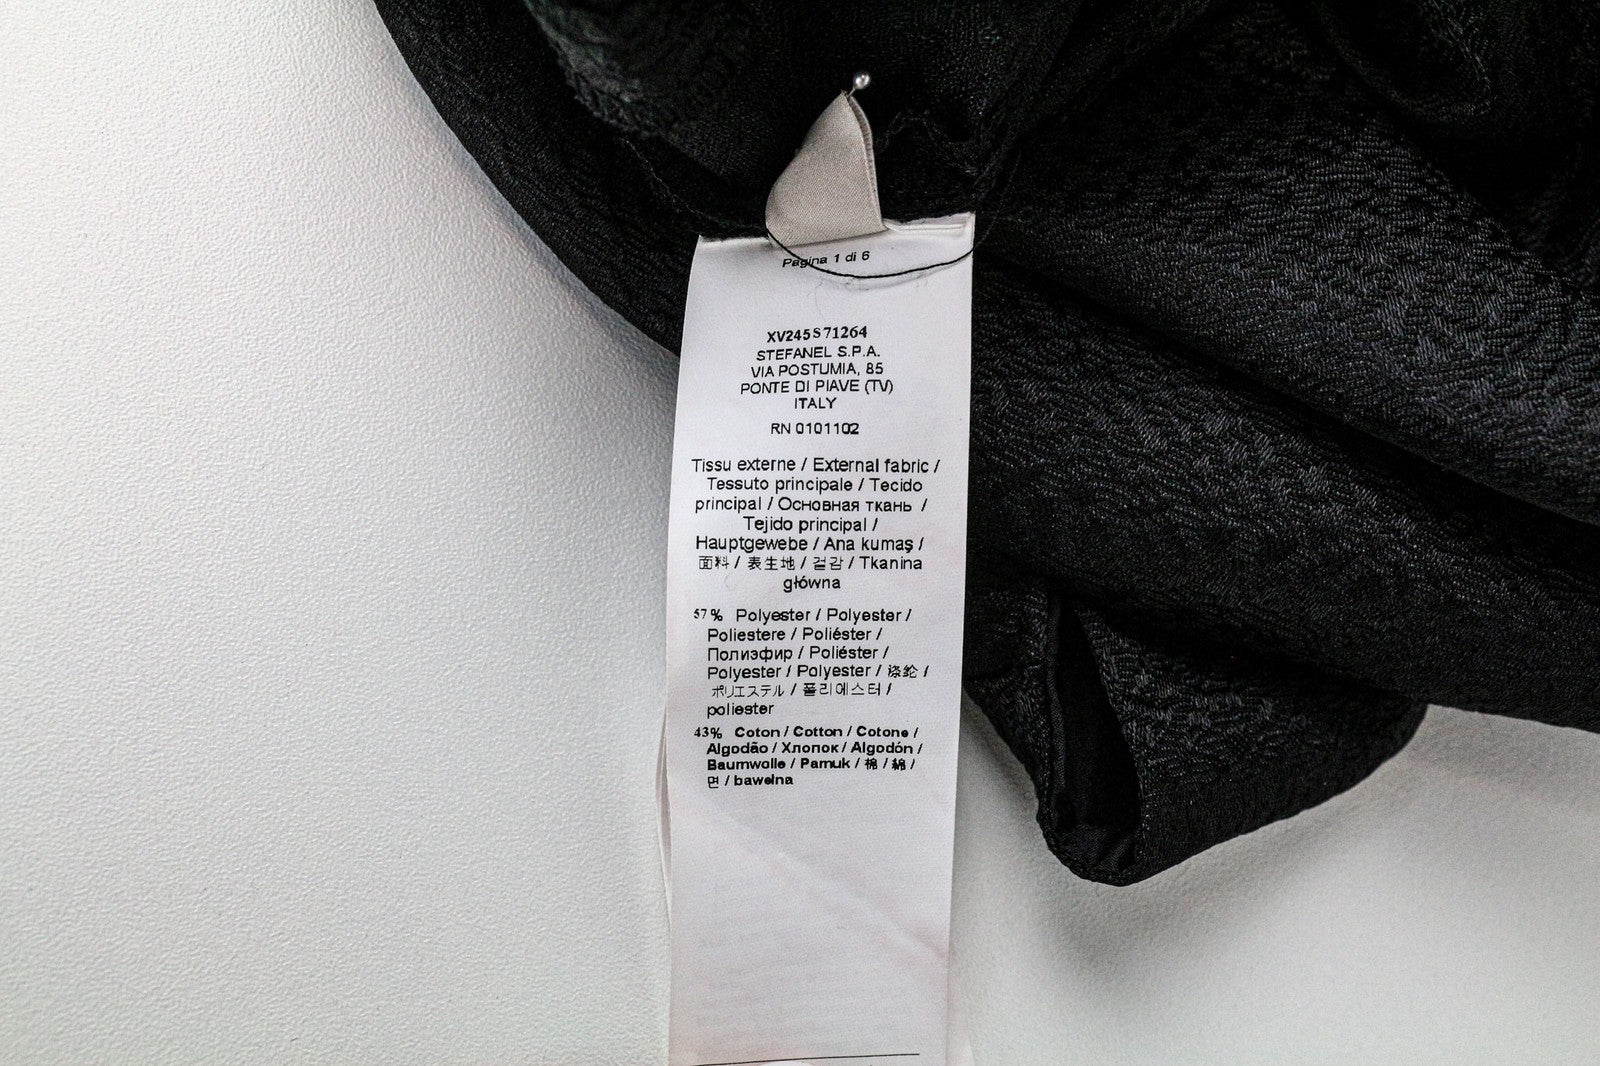 Pagina 1 di 6
XV245S71264
STEFANEL S.P.A.
VIA POSTUMIA, 85
PONTE DI PIAVE (TV)
ITALY
RN 0101102
Tissu externe / External fabric /
Tessuto principale / Tecido
principal / Основная ткань /
Tejido principal /
Hauptgewebe / Ana kumaş /
面料 / 表生地 / 겉감 / Tkanina
główna
57% Polyester / Polyester /
Poliestere / Poliéster /
Полиэфир / Poliéster /
Polyester / Polyester / 涤纶 /
ポリエステル / 폴리에스터 /
poliester
43% Coton / Cotton / Cotone /
Algodão / Хлопок / Algodón /
Baumwolle / Pamuk / 棉 / 綿 /
면 / bawełna